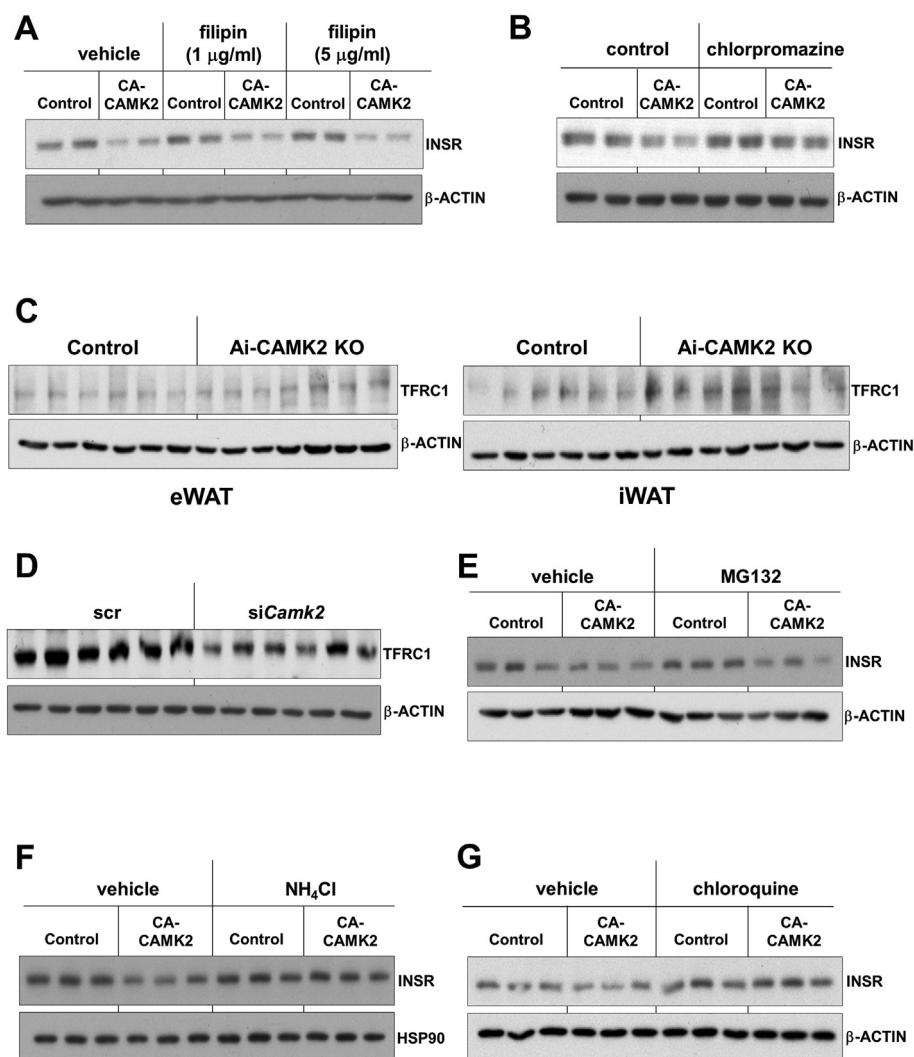 A
filipin
(1 µg/ml)
filipin
(5 µg/ml)
vehicle
Control
CA-
CAMK2
Control
CA-
CAMK2
Control
CA-
CAMK2
INSR
β-ACTIN
B
control
chlorpromazine
Control
CA-
CAMK2
Control
CA-
CAMK2
INSR
β-ACTIN
C
Control
Ai-CAMK2 KO
TFRC1
β-ACTIN
eWAT
Control
Ai-CAMK2 KO
TFRC1
β-ACTIN
iWAT
D
scr
siCamk2
TFRC1
β-ACTIN
E
vehicle
MG132
Control
CA-
CAMK2
Control
CA-
CAMK2
INSR
β-ACTIN
F
vehicle
NH₄Cl
Control
CA-
CAMK2
Control
CA-
CAMK2
INSR
HSP90
G
vehicle
chloroquine
Control
CA-
CAMK2
Control
CA-
CAMK2
INSR
β-ACTIN